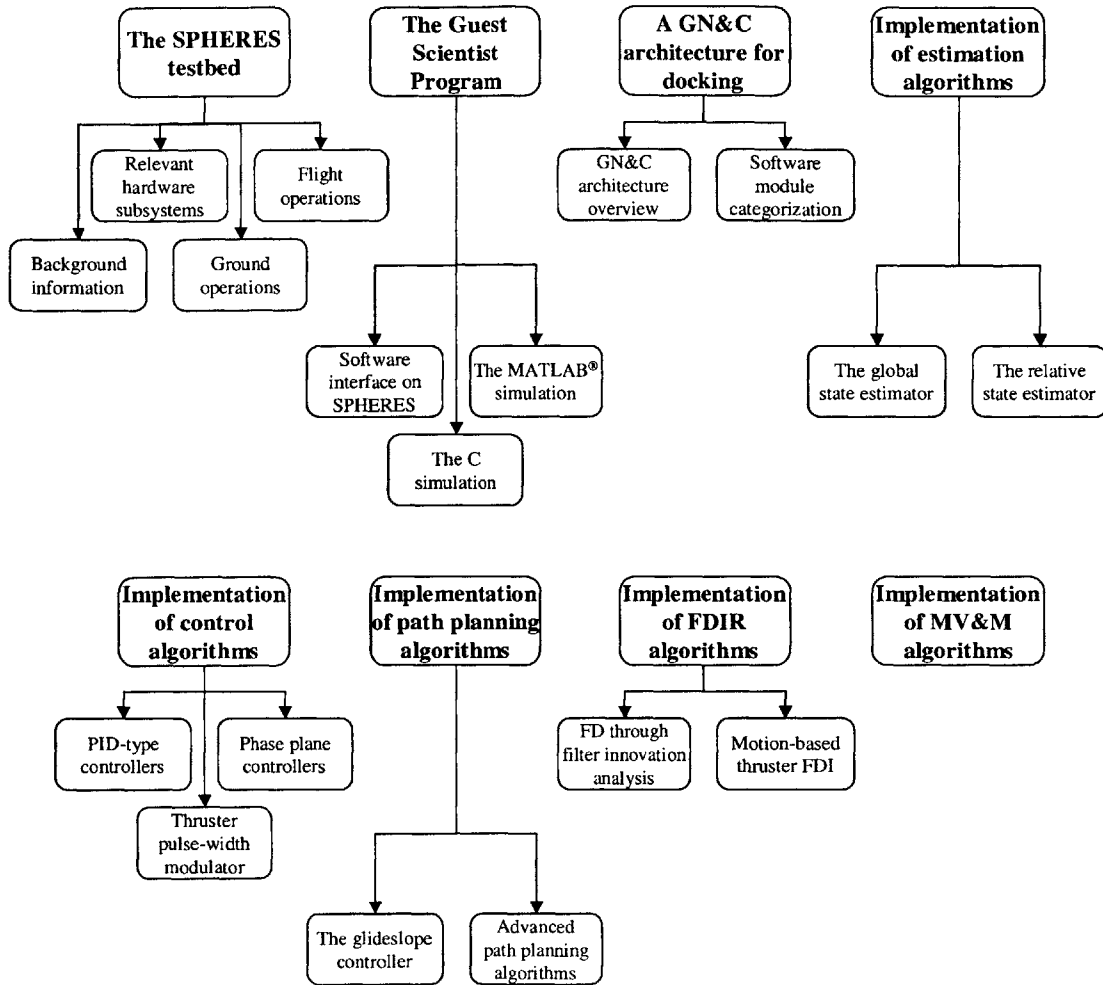 The SPHERES
testbed
The Guest
Scientist
Program
A GN&C
architecture for
docking
Implementation
of estimation
algorithms
Relevant
hardware
subsystems
Flight
operations
Background
information
Ground
operations
Software
interface on
SPHERES
The MATLAB®
simulation
The C
simulation
GN&C
architecture
overview
Software
module
categorization
The global
state estimator
The relative
state estimator
Implementation
of control
algorithms
Implementation
of path planning
algorithms
Implementation
of FDIR
algorithms
Implementation
of MV&M
algorithms
PID-type
controllers
Phase plane
controllers
Thruster
pulse-width
modulator
The glideslope
controller
Advanced
path planning
algorithms
FD through
filter innovation
analysis
Motion-based
thruster FDI